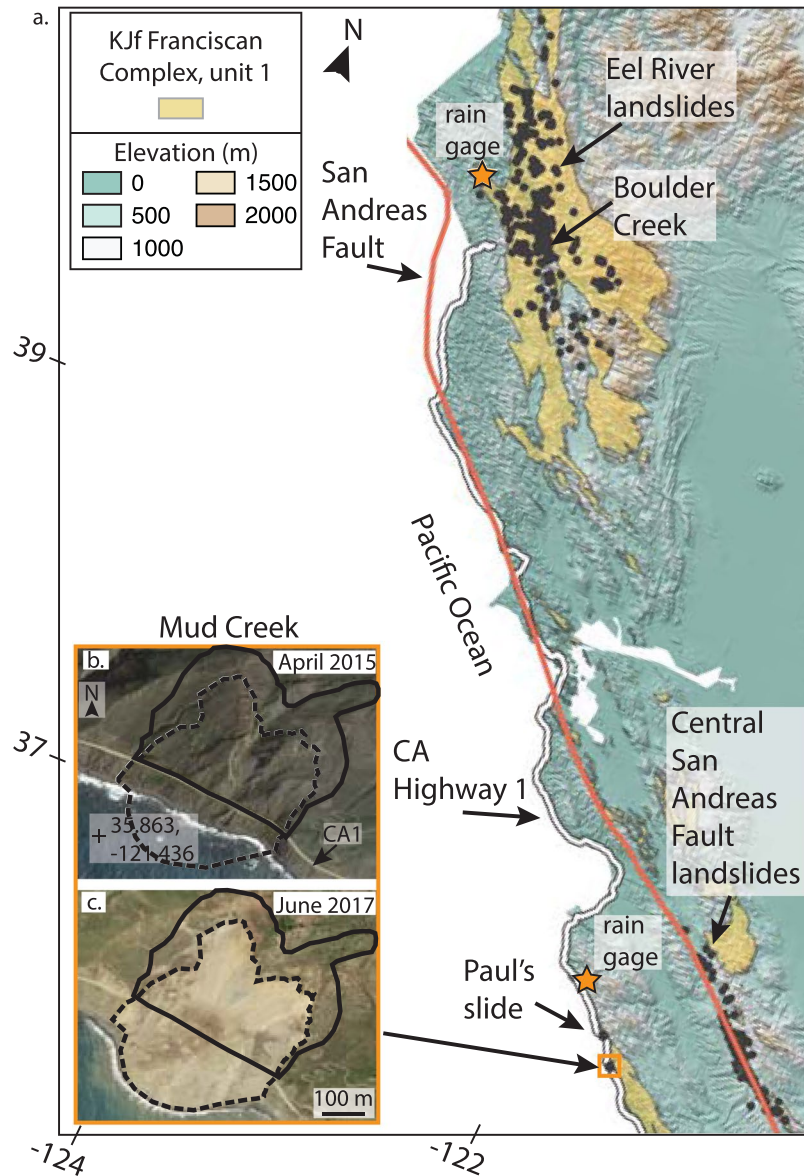 a.
KJf Franciscan
Complex, unit 1
Elevation (m)
0
1500
500
2000
1000
N
San
Andreas
Fault
rain
gage
Eel River
landslides
Boulder
Creek
39
Pacific Ocean
37
Mud Creek
b.
April 2015
N
35.863,
-121.436
CA1
c.
June 2017
100 m
CA
Highway 1
Central
San
Andreas
Fault
landslides
rain
gage
Paul's
slide
-124
-122